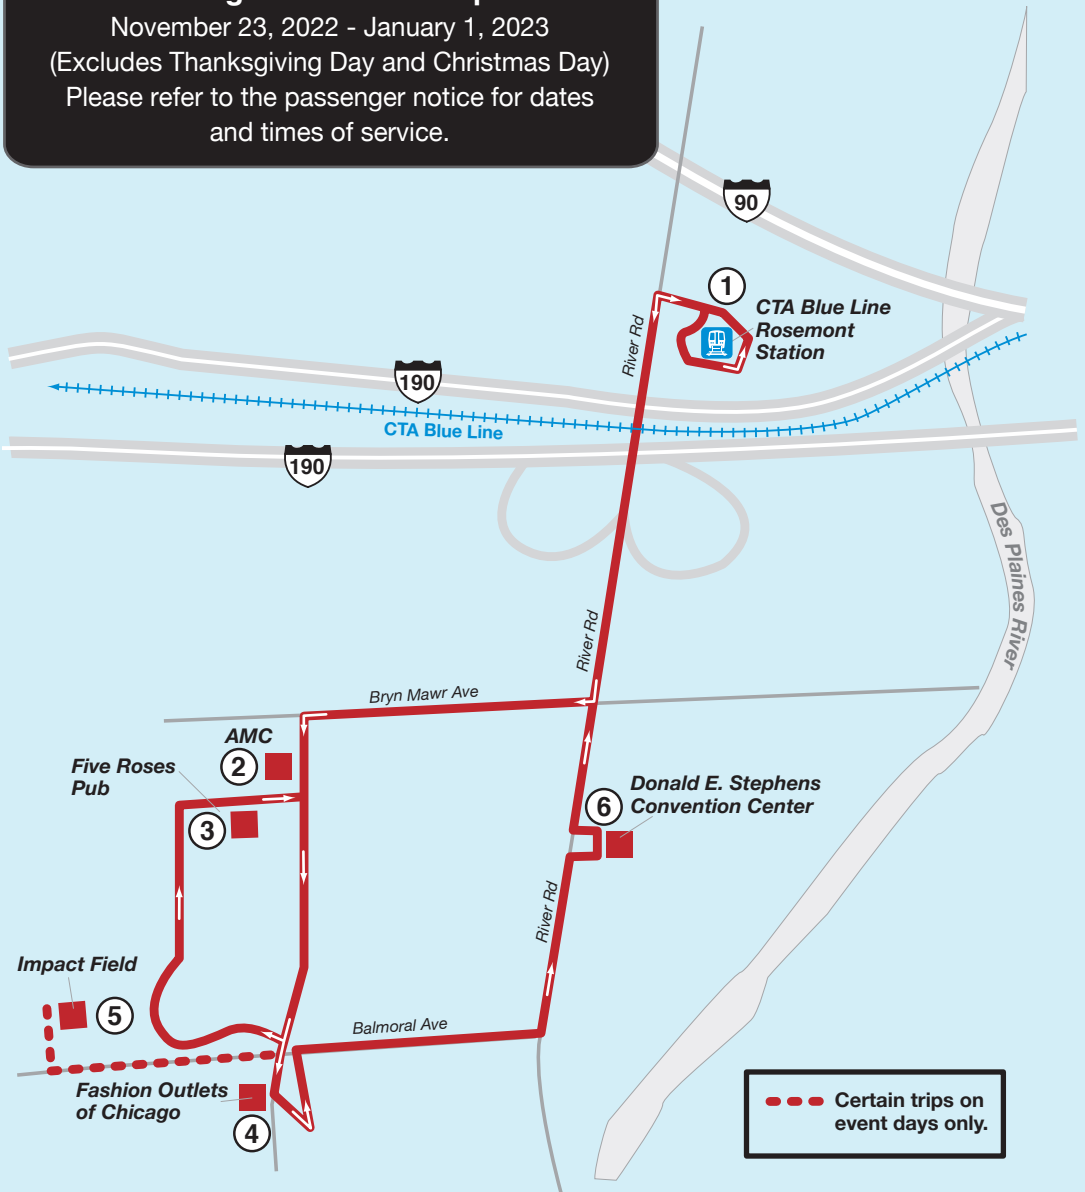 November 23, 2022 - January 1, 2023
(Excludes Thanksgiving Day and Christmas Day)
Please refer to the passenger notice for dates
and times of service.
90
1
CTA Blue Line
Rosemont
Station
River Rd
190
CTA Blue Line
190
Des Plaines River
River Rd
Bryn Mawr Ave
AMC
2
Five Roses
Pub
3
Donald E. Stephens
Convention Center
6
River Rd
Impact Field
5
Balmoral Ave
Fashion Outlets
of Chicago
4
Certain trips on
event days only.